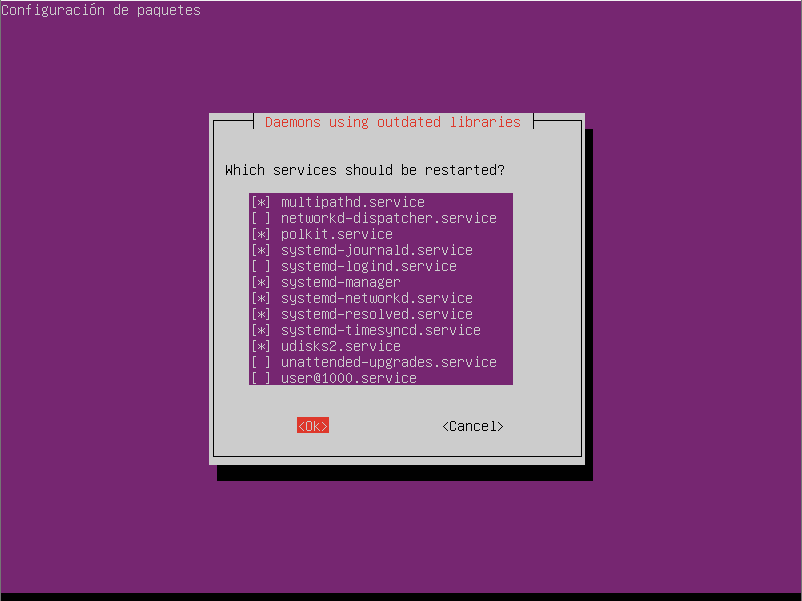 Configuración de paquetes
Daemons using outdated libraries
Which services should be restarted?
[*] multipathd.service
[ ] networkd-dispatcher.service
[*] polkit.service
[*] systemd-journald.service
[ ] systemd-logind.service
[*] systemd-manager
[*] systemd-networkd.service
[*] systemd-resolved.service
[*] systemd-timesyncd.service
[*] udisks2.service
[ ] unattended-upgrades.service
[ ] user@1000.service
<Ok> <Cancel>